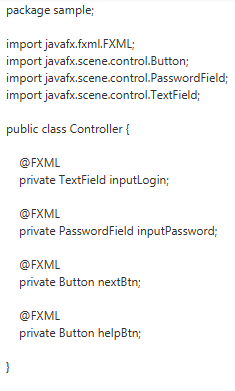 package sample;
import javafx.fxml.FXML;
import javafx.scene.control.Button;
import javafx.scene.control.PasswordField;
import javafx.scene.control.TextField;
public class Controller {
@FXML
private TextField inputLogin;
@FXML
private PasswordField inputPassword;
@FXML
private Button nextBtn;
@FXML
private Button helpBtn;
}